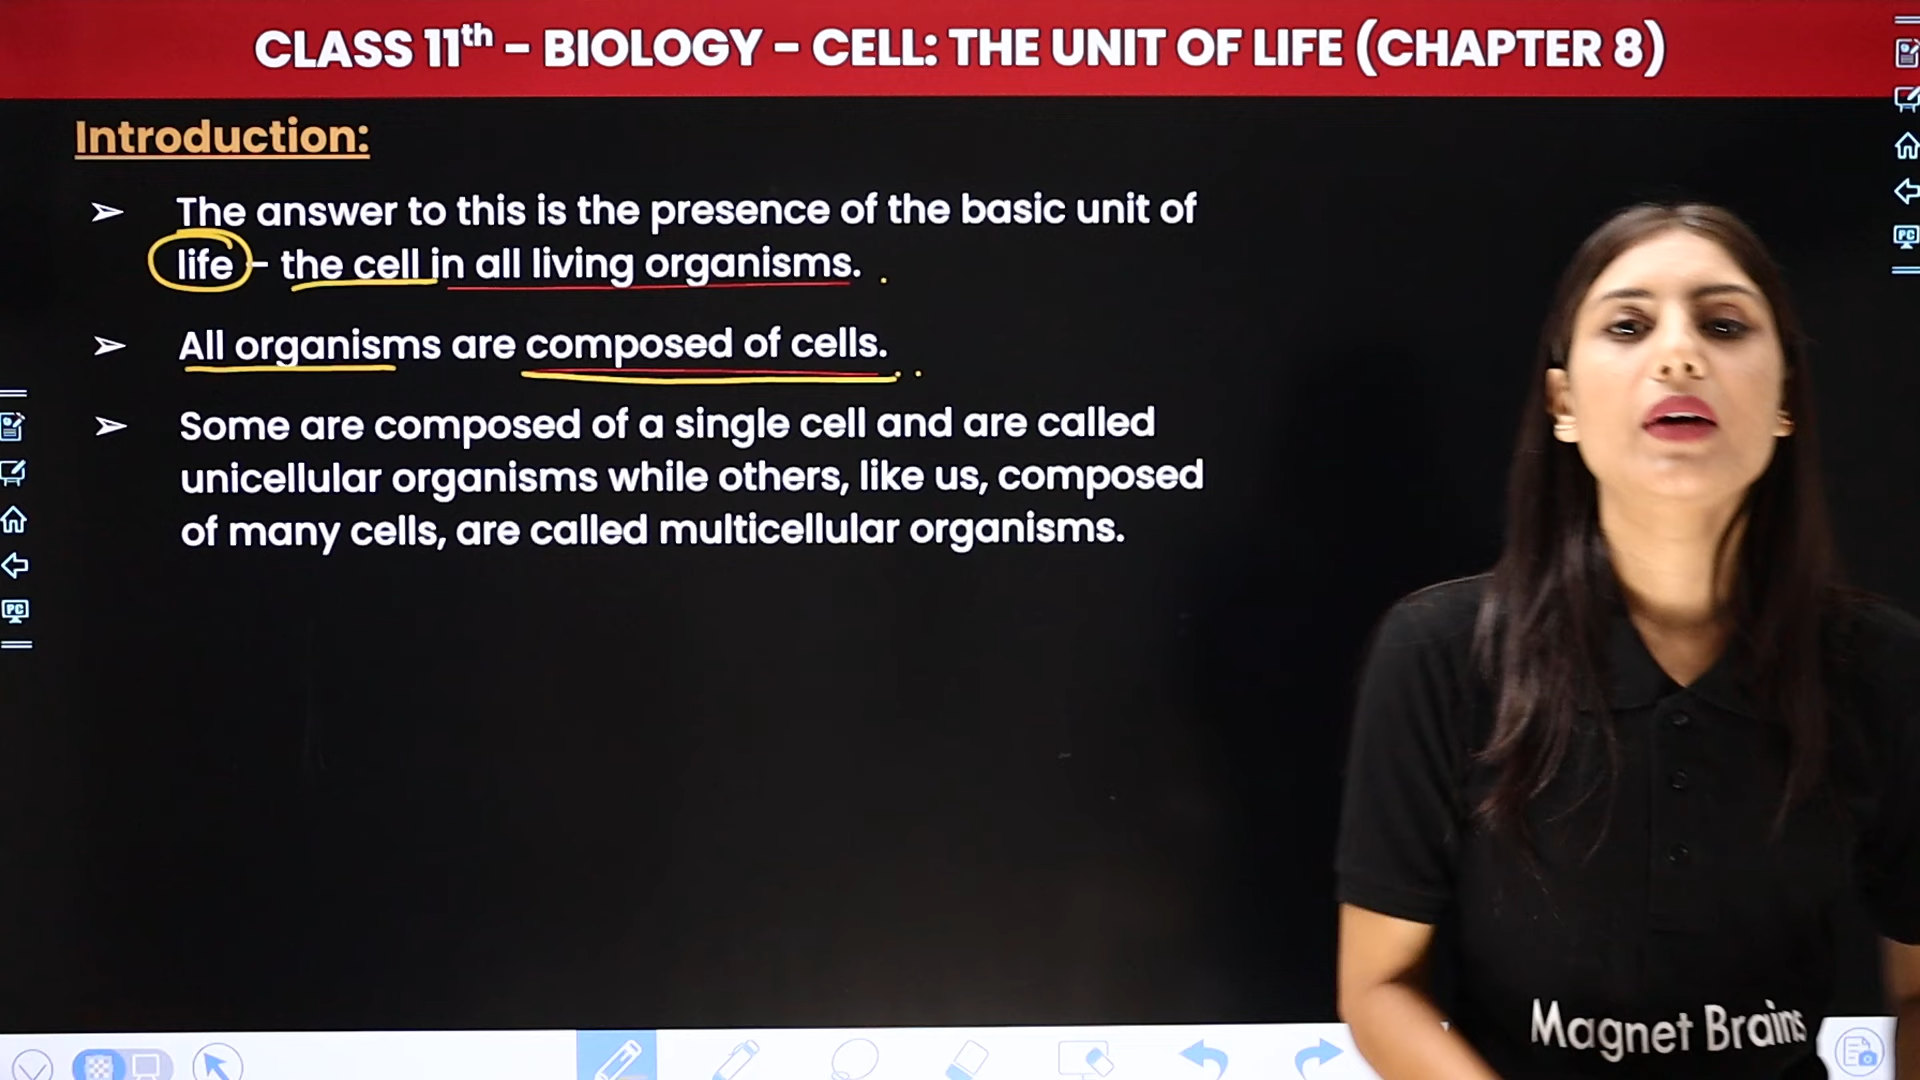 CLASS 11th – BIOLOGY – CELL: THE UNIT OF LIFE (CHAPTER 8)
Introduction:
➢ The answer to this is the presence of the basic unit of
life – the cell in all living organisms.
➢ All organisms are composed of cells.
➢ Some are composed of a single cell and are called
unicellular organisms while others, like us, composed
of many cells, are called multicellular organisms.
PC
PC
Magnet Brains